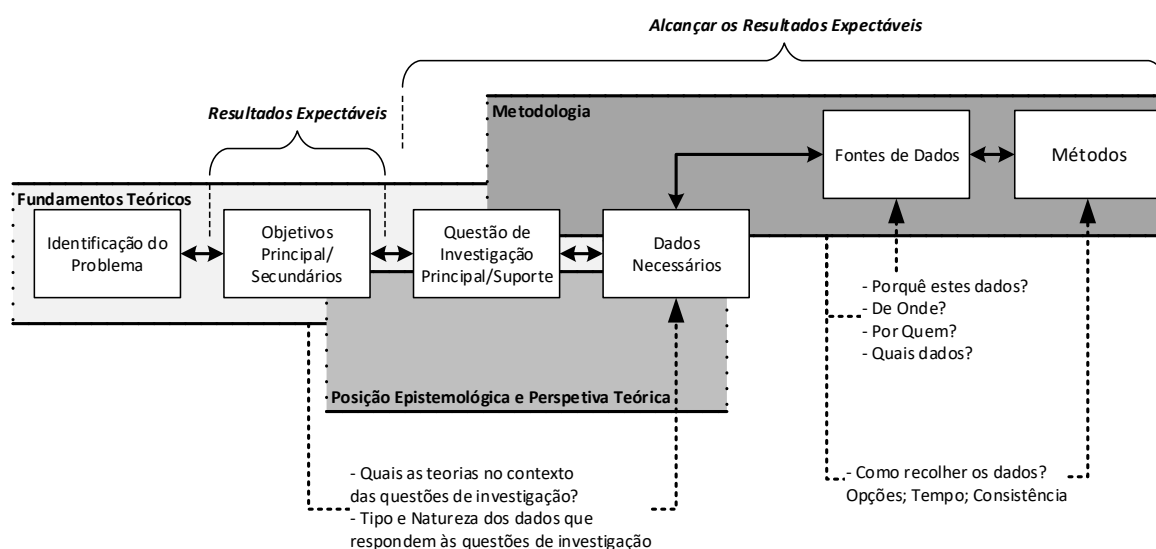 Alcançar os Resultados Expectáveis
Resultados Expectáveis
Metodologia
Fontes de Dados
Métodos
Fundamentos Teóricos
Identificação do
Problema
Objetivos
Principal/
Secundários
Questão de
Investigação
Principal/Suporte
Dados
Necessários
- Porquê estes dados?
- De Onde?
- Por Quem?
- Quais dados?
Posição Epistemológica e Perspetiva Teórica
- Quais as teorias no contexto
das questões de investigação?
- Tipo e Natureza dos dados que
respondem às questões de investigação
- Como recolher os dados?
Opções; Tempo; Consistência